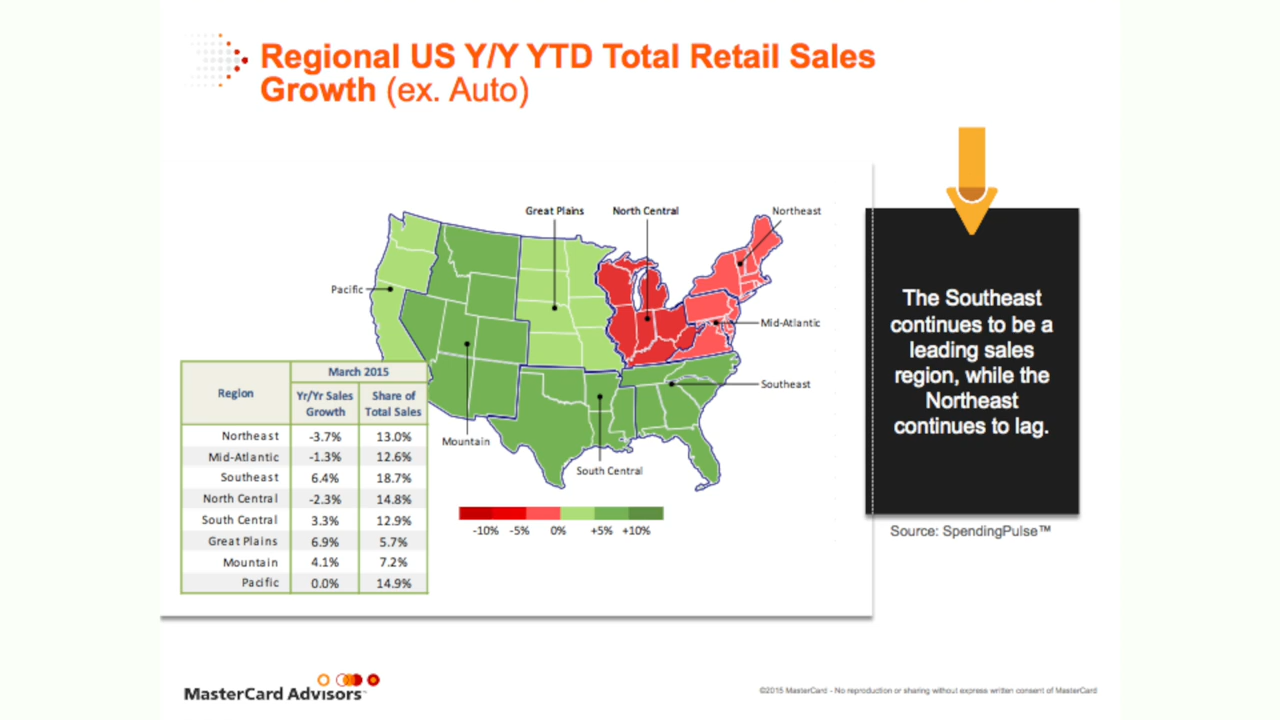 Regional US Y/Y YTD Total Retail Sales
Growth (ex. Auto)
Great Plains
North Central
Northeast
Pacific
Mid-Atlantic
Southeast
Mountain
South Central
-10% -5% 0% +5% +10%
Region
March 2015
Yr/Yr Sales Growth
Share of Total Sales
Northeast -3.7% 13.0%
Mid-Atlantic -1.3% 12.6%
Southeast 6.4% 18.7%
North Central -2.3% 14.8%
South Central 3.3% 12.9%
Great Plains 6.9% 5.7%
Mountain 4.1% 7.2%
Pacific 0.0% 14.9%
The Southeast
continues to be a
leading sales
region, while the
Northeast
continues to lag.
Source: SpendingPulse™
MasterCard Advisors™
©2015 MasterCard - No reproduction or sharing without express written consent of MasterCard